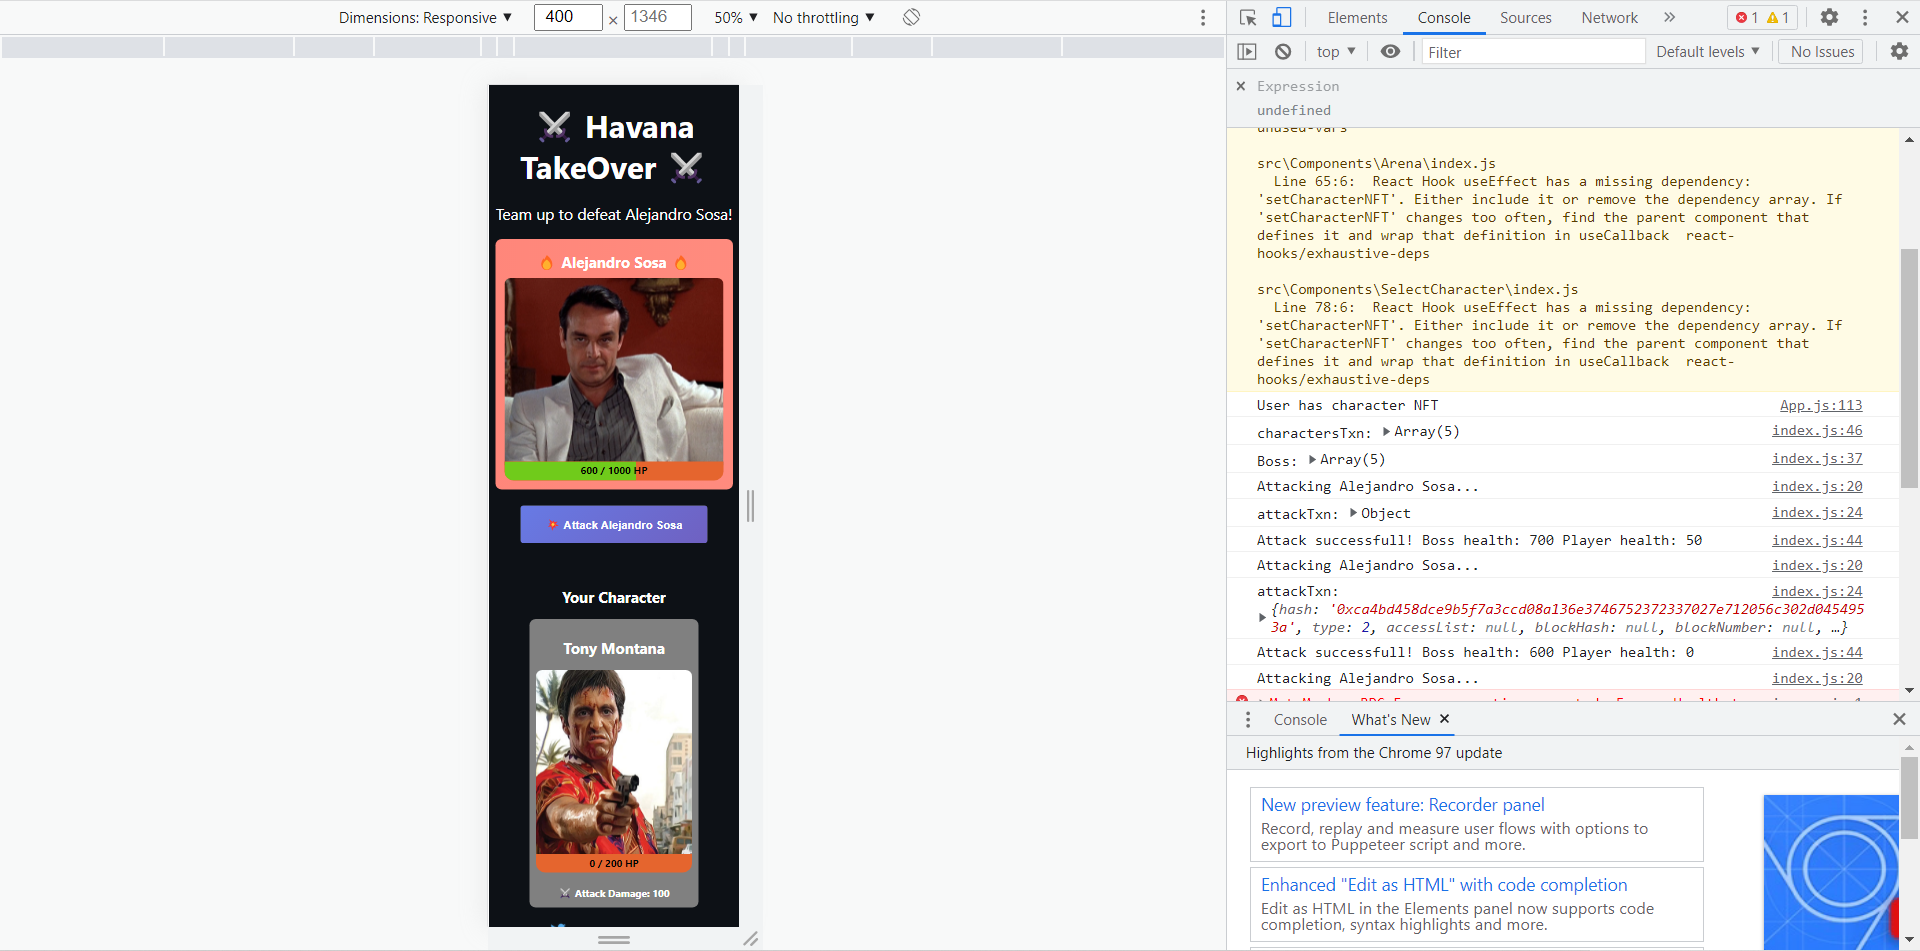 Dimensions: Responsive ▼ 400 × 1346 50% ▼ No throttling ▼
Elements Console Sources Network » 1 1
top ▼ Filter Default levels ▼ No Issues
Expression
undefined
unused-vars
src\Components\Arena\index.js
Line 65:6: React Hook useEffect has a missing dependency:
'setCharacterNFT'. Either include it or remove the dependency array. If
'setCharacterNFT' changes too often, find the parent component that
defines it and wrap that definition in useCallback react-
hooks/exhaustive-deps
src\Components\SelectCharacter\index.js
Line 78:6: React Hook useEffect has a missing dependency:
'setCharacterNFT'. Either include it or remove the dependency array. If
'setCharacterNFT' changes too often, find the parent component that
defines it and wrap that definition in useCallback react-
hooks/exhaustive-deps
User has character NFT App.js:113
charactersTxn: ▶Array(5) index.js:46
Boss: ▶Array(5) index.js:37
Attacking Alejandro Sosa... index.js:20
attackTxn: ▶Object index.js:24
Attack successfull! Boss health: 700 Player health: 50 index.js:44
Attacking Alejandro Sosa... index.js:20
attackTxn: index.js:24
{hash: '0xca4bd458dce9b5f7a3ccd08a136e3746752372337027e712056c302d045495
3a', type: 2, accessList: null, blockHash: null, blockNumber: null, …}
Attack successfull! Boss health: 600 Player health: 0 index.js:44
Attacking Alejandro Sosa... index.js:20
Console What's New
Highlights from the Chrome 97 update
New preview feature: Recorder panel
Record, replay and measure user flows with options to
export to Puppeteer script and more.
Enhanced "Edit as HTML" with code completion
Edit as HTML in the Elements panel now supports code
completion, syntax highlights and more.
⚔️ Havana
TakeOver ⚔️
Team up to defeat Alejandro Sosa!
🔥 Alejandro Sosa 🔥
600 / 1000 HP
💥 Attack Alejandro Sosa
Your Character
Tony Montana
0 / 200 HP
⚔️ Attack Damage: 100